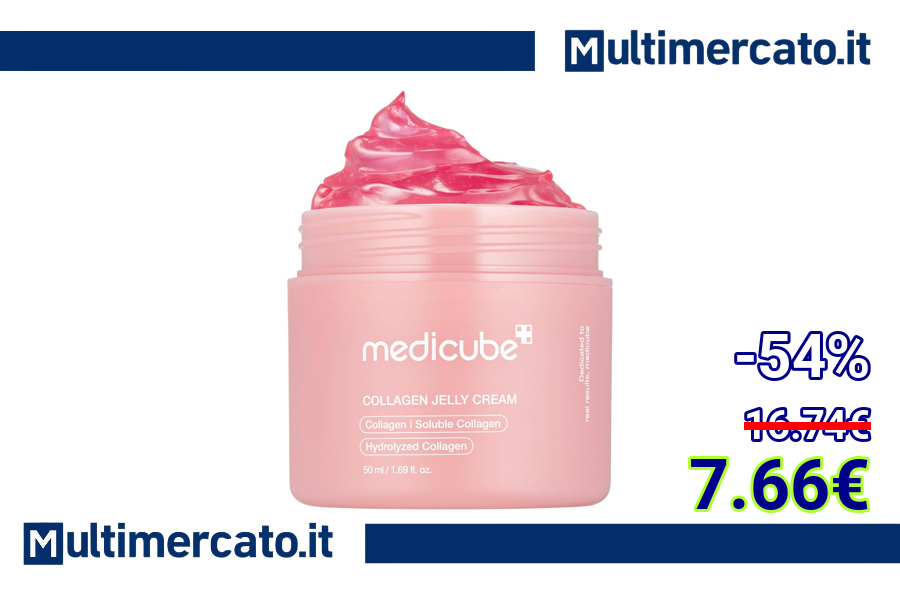 Multimercato.it
medicube
Dedicated to
real results, medicube
COLLAGEN JELLY CREAM
Collagen | Soluble Collagen
Hydrolyzed Collagen
50 ml / 1.69 fl. oz.
-54%
16.74€
7.66€
Multimercato.it